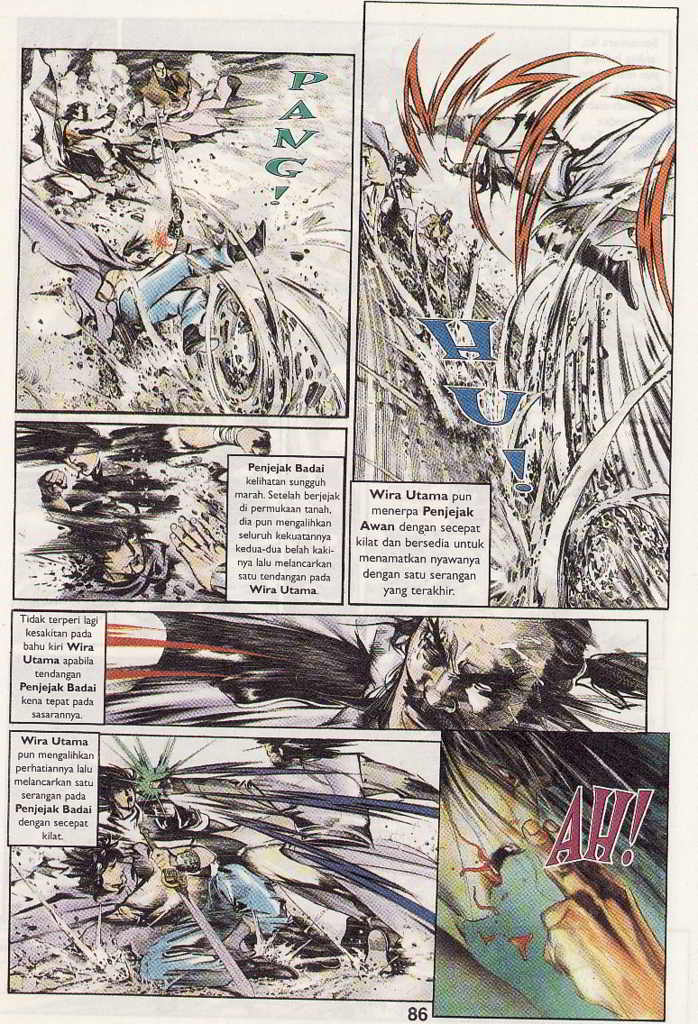 PANG!
HU!
Wira Utama pun
menerpa Penjejak
Awan dengan secepat
kilat dan bersedia untuk
menamatkan nyawanya
dengan satu serangan
yang terakhir.
Penjejak Badai
kelihatan sungguh
marah. Setelah berjejak
di permukaan tanah,
dia pun mengalihkan
seluruh kekuatannya
kedua-dua belah kaki-
nya lalu melancarkan
satu tendangan pada
Wira Utama.
Tidak terperi lagi
kesakitan pada
bahu kiri Wira
Utama apabila
tendangan
Penjejak Badai
kena tepat pada
sasarannya.
Wira Utama
pun mengalihkan
perhatiannya lalu
melancarkan satu
serangan pada
Penjejak Badai
dengan secepat
kilat.
AH!
86